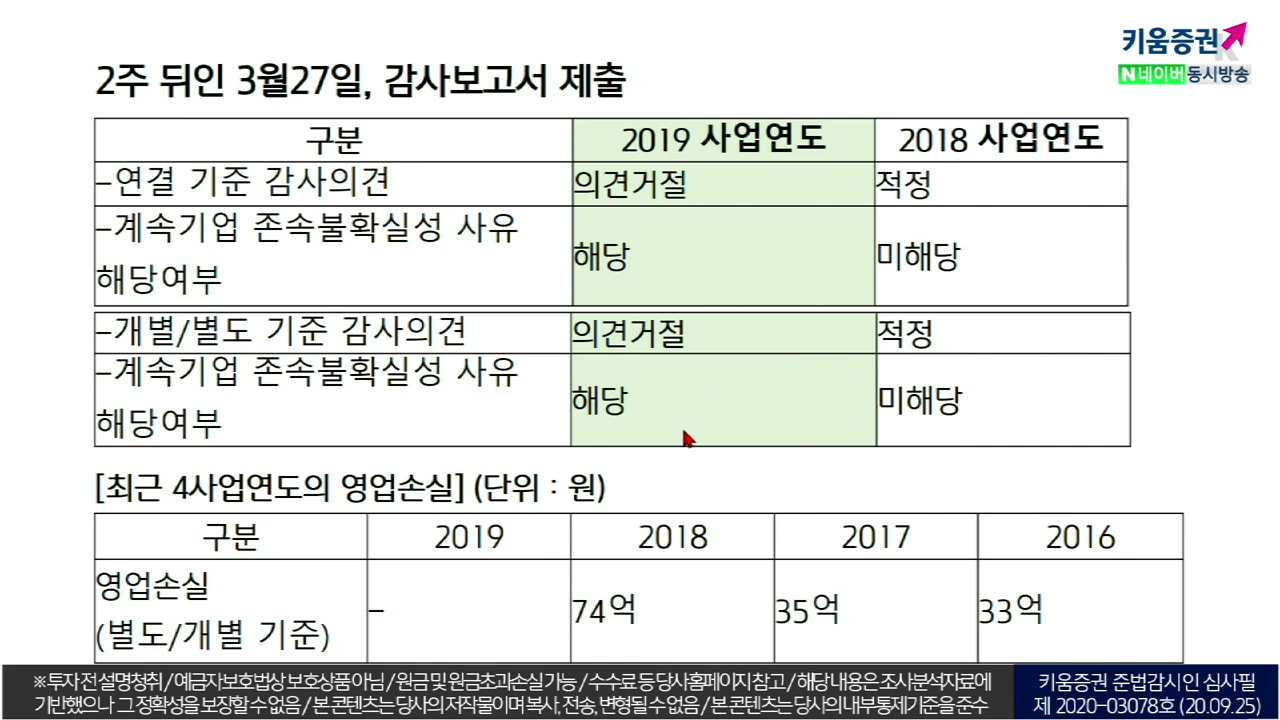 키움증권
N 네이버 동시방송
2주 뒤인 3월27일, 감사보고서 제출
구분 2019 사업연도 2018 사업연도
-연결 기준 감사의견 의견거절 적정
-계속기업 존속불확실성 사유
해당여부 해당 미해당
-개별/별도 기준 감사의견 의견거절 적정
-계속기업 존속불확실성 사유
해당여부 해당 미해당
[최근 4사업연도의 영업손실] (단위 : 원)
구분 2019 2018 2017 2016
영업손실
(별도/개별 기준) - 74억 35억 33억
※투자 전 설명청취 / 예금자보호법상 보호상품 아님 / 원금 및 원금초과손실 가능 / 수수료 등 당사홈페이지 참고 / 해당 내용은 조사분석자료에
기반했으나 그 정확성을 보장할 수 없음 / 본 콘텐츠는 당사의 저작물이며 복사, 전송, 변형될 수 없음 / 본 콘텐츠는 당사의 내부통제기준을 준수
키움증권 준법감시인 심사필
제 2020-03078호 (20.09.25)